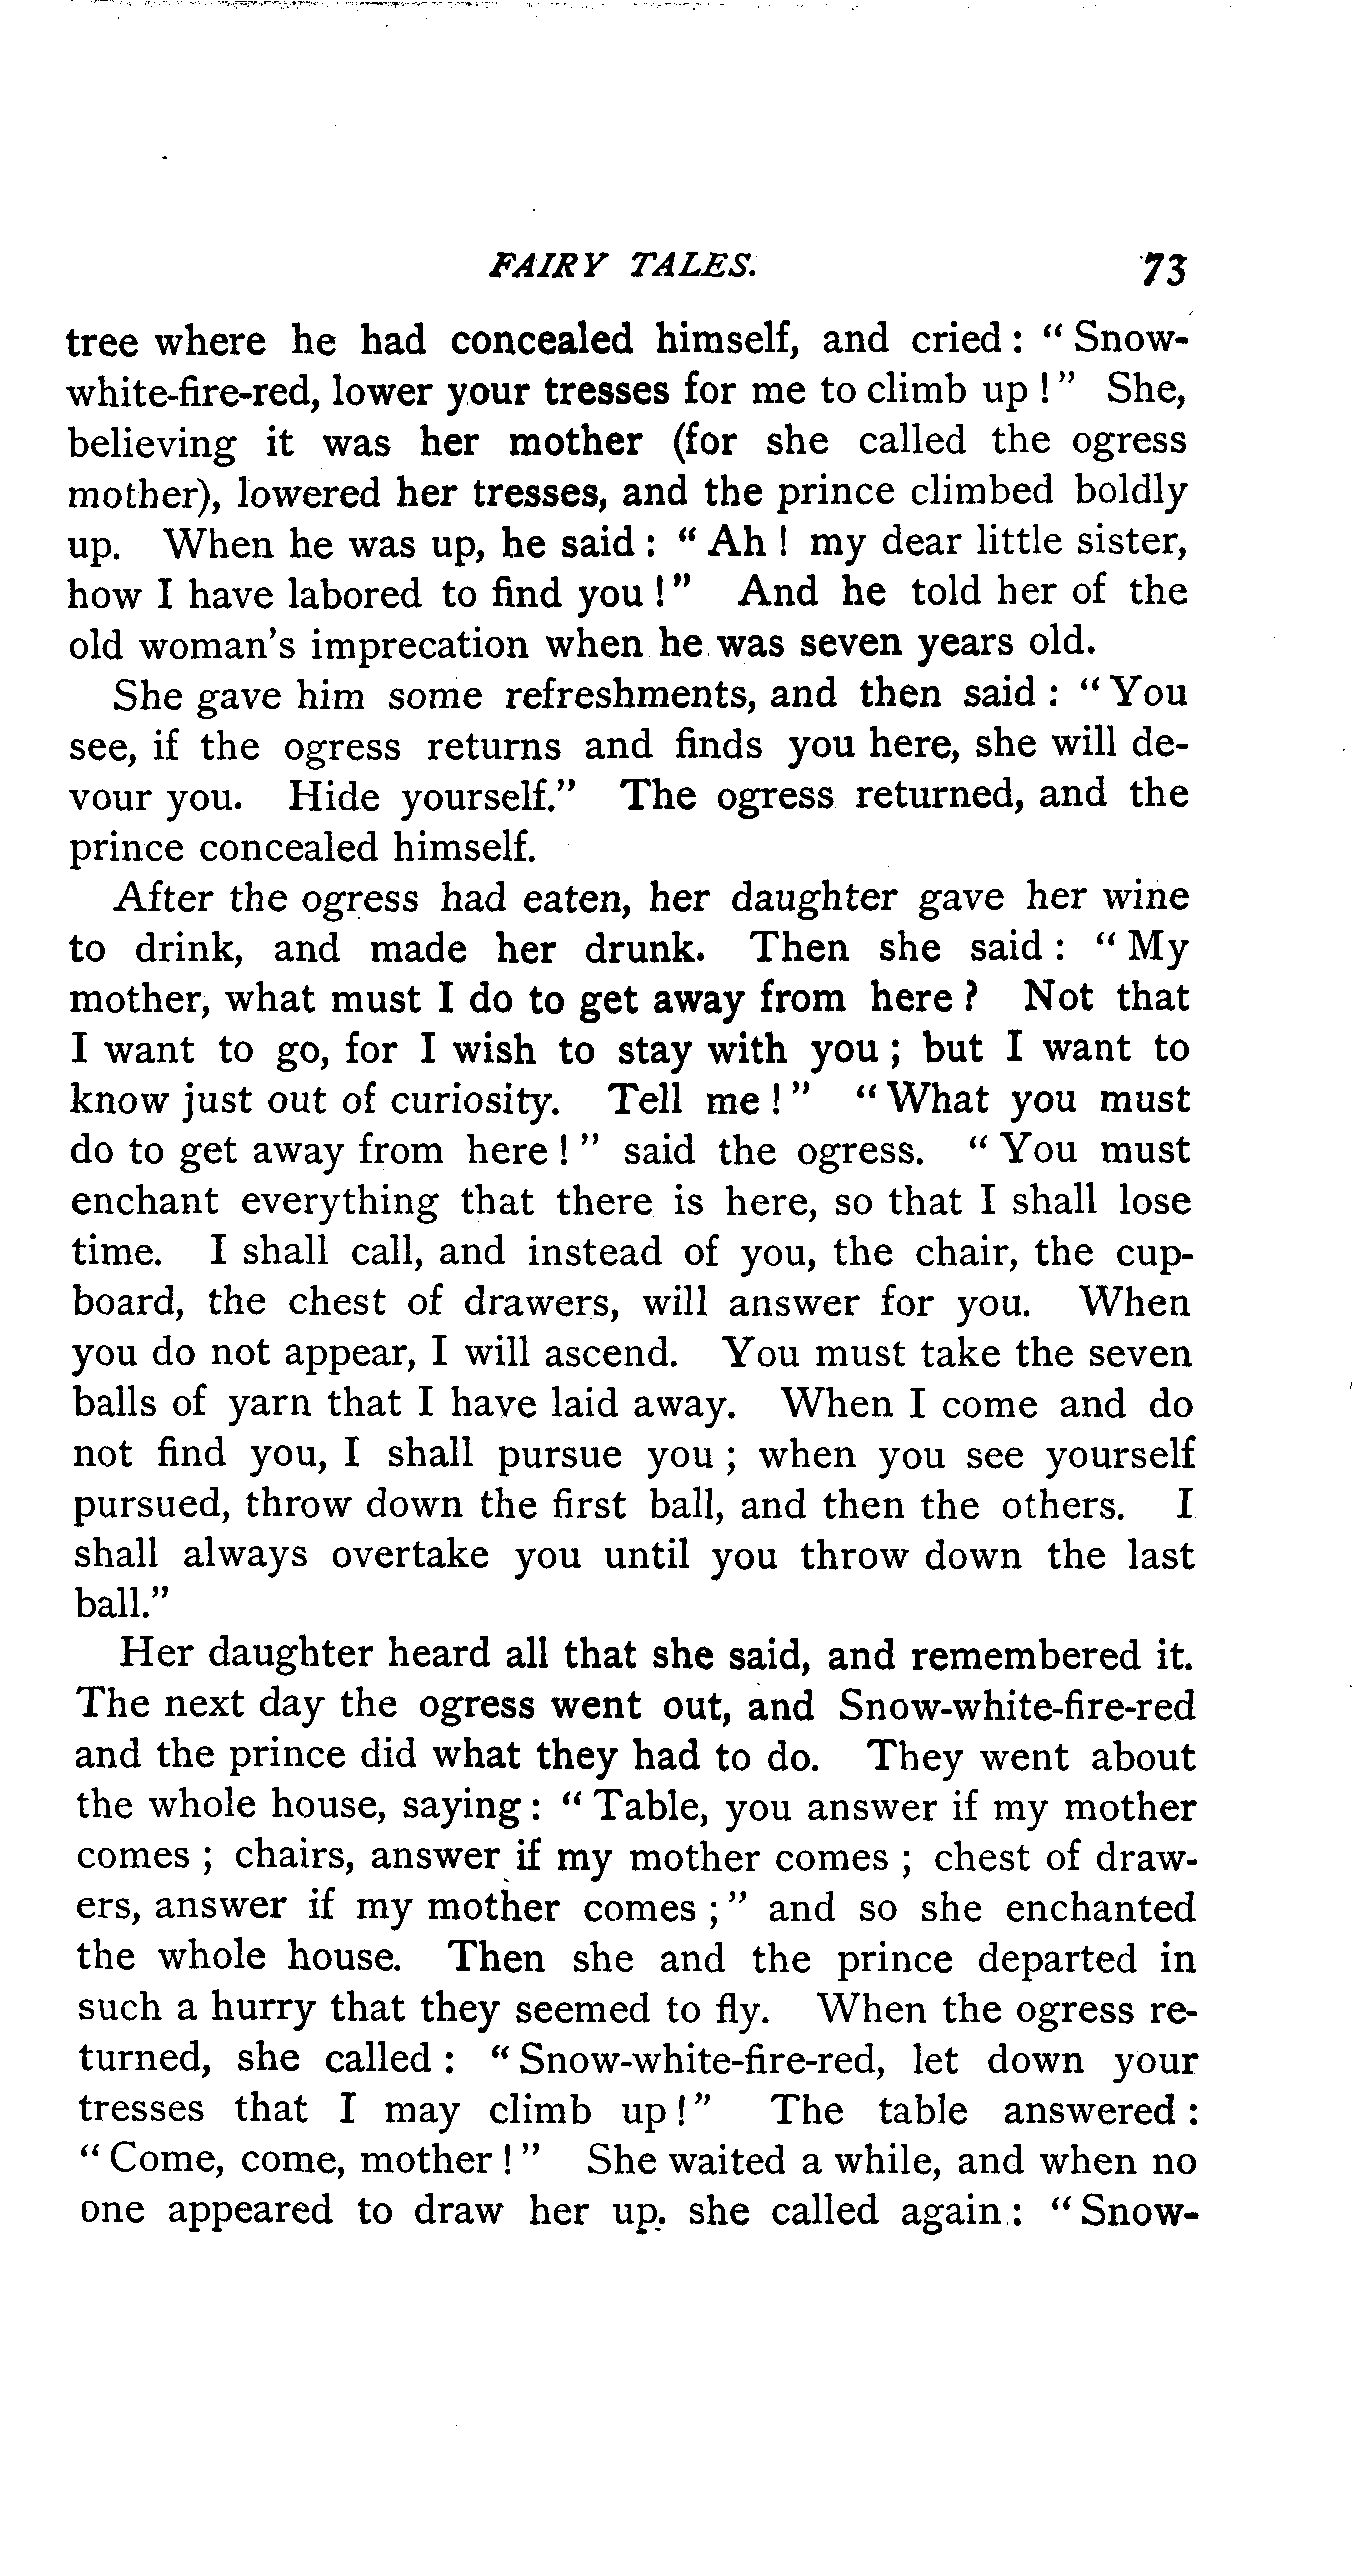 FAIRY TALES. 73
tree where he had concealed himself, and cried: "Snow-
white-fire-red, lower your tresses for me to climb up!" She,
believing it was her mother (for she called the ogress
mother), lowered her tresses, and the prince climbed boldly
up. When he was up, he said: "Ah! my dear little sister,
how I have labored to find you!" And he told her of the
old woman's imprecation when he was seven years old.
She gave him some refreshments, and then said: "You
see, if the ogress returns and finds you here, she will de-
vour you. Hide yourself." The ogress returned, and the
prince concealed himself.
After the ogress had eaten, her daughter gave her wine
to drink, and made her drunk. Then she said: "My
mother, what must I do to get away from here? Not that
I want to go, for I wish to stay with you; but I want to
know just out of curiosity. Tell me!" "What you must
do to get away from here!" said the ogress. "You must
enchant everything that there is here, so that I shall lose
time. I shall call, and instead of you, the chair, the cup-
board, the chest of drawers, will answer for you. When
you do not appear, I will ascend. You must take the seven
balls of yarn that I have laid away. When I come and do
not find you, I shall pursue you; when you see yourself
pursued, throw down the first ball, and then the others. I
shall always overtake you until you throw down the last
ball."
Her daughter heard all that she said, and remembered it.
The next day the ogress went out, and Snow-white-fire-red
and the prince did what they had to do. They went about
the whole house, saying: "Table, you answer if my mother
comes; chairs, answer if my mother comes; chest of draw-
ers, answer if my mother comes;" and so she enchanted
the whole house. Then she and the prince departed in
such a hurry that they seemed to fly. When the ogress re-
turned, she called: "Snow-white-fire-red, let down your
tresses that I may climb up!" The table answered:
"Come, come, mother!" She waited a while, and when no
one appeared to draw her up, she called again: "Snow-